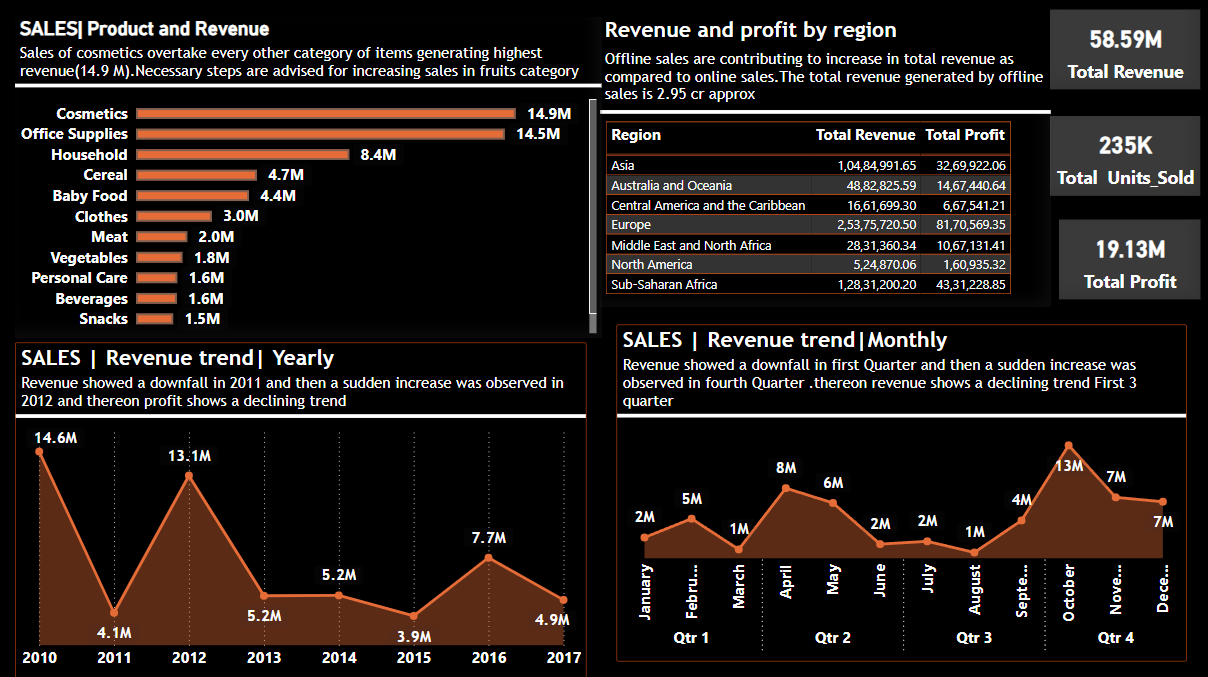 SALES| Product and Revenue
Sales of cosmetics overtake every other category of items generating highest
revenue(14.9 M).Necessary steps are advised for increasing sales in fruits category
Cosmetics 14.9M
Office Supplies 14.5M
Household 8.4M
Cereal 4.7M
Baby Food 4.4M
Clothes 3.0M
Meat 2.0M
Vegetables 1.8M
Personal Care 1.6M
Beverages 1.6M
Snacks 1.5M
Revenue and profit by region
Offline sales are contributing to increase in total revenue as
compared to online sales.The total revenue generated by offline
sales is 2.95 cr approx
Region Total Revenue Total Profit
Asia 1,04,84,991.65 32,69,922.06
Australia and Oceania 48,82,825.59 14,67,440.64
Central America and the Caribbean 16,61,699.30 6,67,541.21
Europe 2,53,75,720.50 81,70,569.35
Middle East and North Africa 28,31,360.34 10,67,131.41
North America 5,24,870.06 1,60,935.32
Sub-Saharan Africa 1,28,31,200.20 43,31,228.85
58.59M
Total Revenue
235K
Total Units_Sold
19.13M
Total Profit
SALES | Revenue trend| Yearly
Revenue showed a downfall in 2011 and then a sudden increase was observed in
2012 and thereon profit shows a declining trend
14.6M
4.1M
13.1M
5.2M
5.2M
3.9M
7.7M
4.9M
2010 2011 2012 2013 2014 2015 2016 2017
SALES | Revenue trend|Monthly
Revenue showed a downfall in first Quarter and then a sudden increase was
observed in fourth Quarter .thereon revenue shows a declining trend First 3
quarter
2M
5M
1M
8M
6M
2M
2M
1M
4M
13M
7M
7M
January
Febru...
March
April
May
June
July
August
Septe...
October
Nove...
Dece...
Qtr 1 Qtr 2 Qtr 3 Qtr 4